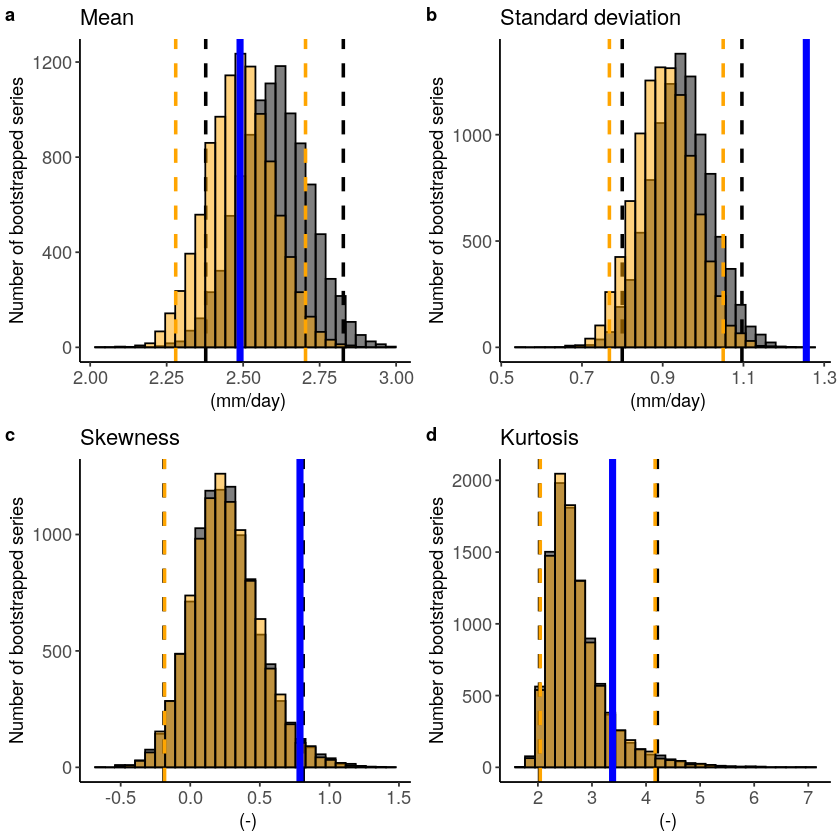 a Mean
Number of bootstrapped series
1200
800
400
0
2.00 2.25 2.50 2.75 3.00
(mm/day)
b Standard deviation
Number of bootstrapped series
1000
500
0
0.5 0.7 0.9 1.1 1.3
(mm/day)
c Skewness
Number of bootstrapped series
1000
500
0
-0.5 0.0 0.5 1.0 1.5
(-)
d Kurtosis
Number of bootstrapped series
2000
1500
1000
500
0
2 3 4 5 6 7
(-)